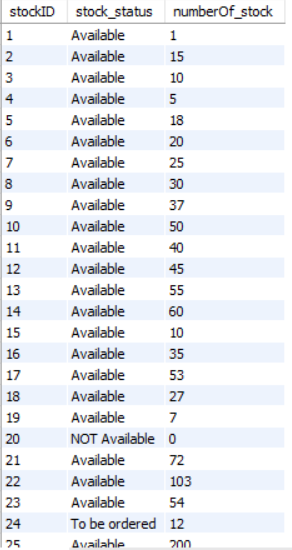 stockID stock_status numberOf_stock
1 Available 1
2 Available 15
3 Available 10
4 Available 5
5 Available 18
6 Available 20
7 Available 25
8 Available 30
9 Available 37
10 Available 50
11 Available 40
12 Available 45
13 Available 55
14 Available 60
15 Available 10
16 Available 35
17 Available 53
18 Available 27
19 Available 7
20 NOT Available 0
21 Available 72
22 Available 103
23 Available 54
24 To be ordered 12
25 Available 200